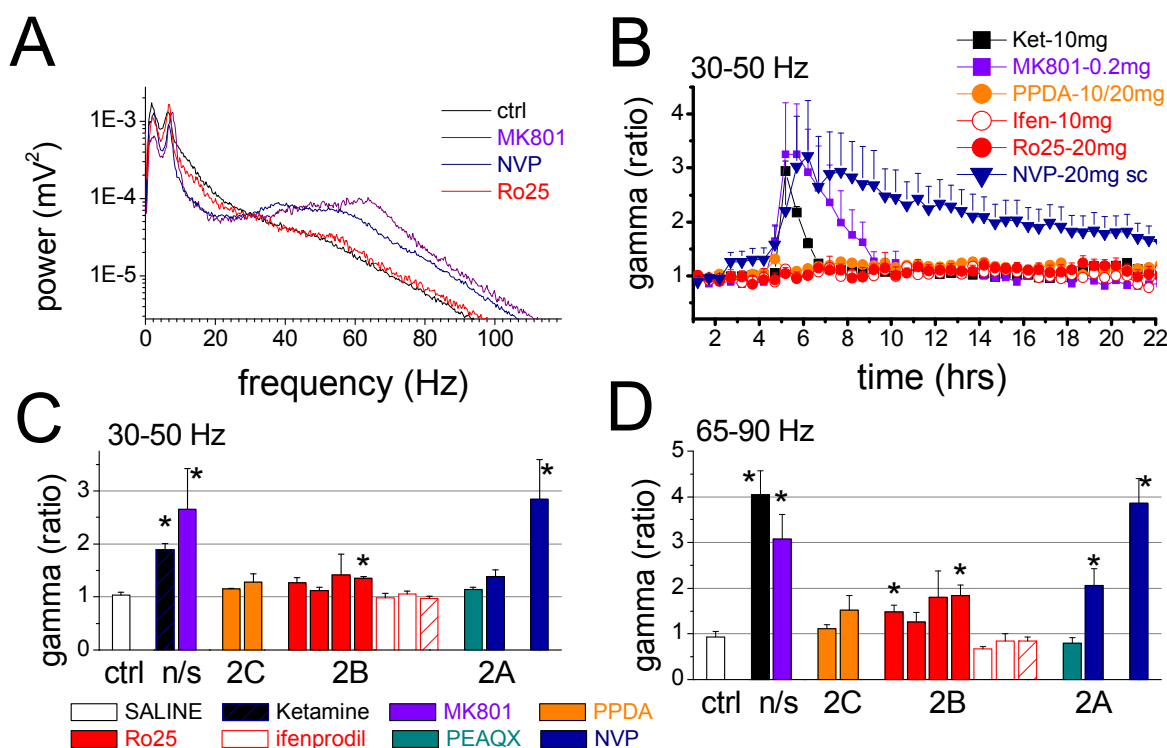 A
1E-3
1E-4
1E-5
power (mV²)
0 20 40 60 80 100
frequency (Hz)
ctrl
MK801
NVP
Ro25
B
30-50 Hz
Ket-10mg
MK801-0.2mg
PPDA-10/20mg
Ifen-10mg
Ro25-20mg
NVP-20mg sc
4
3
2
1
gamma (ratio)
2 4 6 8 10 12 14 16 18 20 22
time (hrs)
C
30-50 Hz
3
2
1
0
gamma (ratio)
* * * *
ctrl n/s 2C 2B 2A
D
65-90 Hz
5
4
3
2
1
0
gamma (ratio)
* * * * * *
ctrl n/s 2C 2B 2A
SALINE Ketamine MK801 PPDA
Ro25 ifenprodil PEAQX NVP